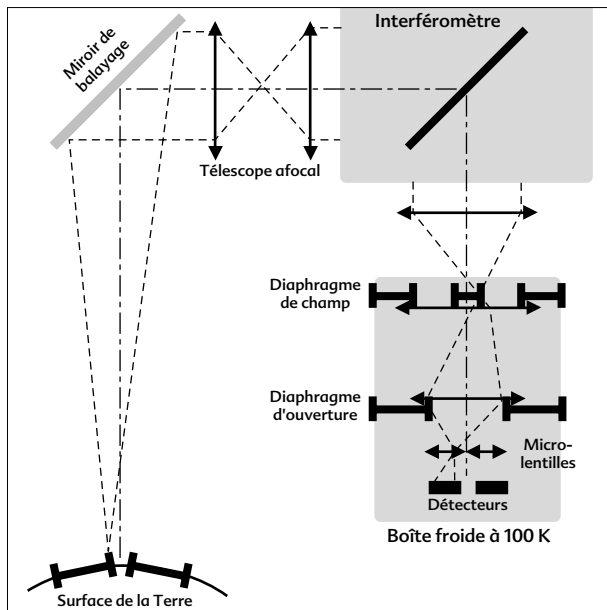 Interféromètre
Miroir de
balayage
Télescope afocal
Diaphragme
de champ
Diaphragme
d'ouverture
Micro-
lentilles
Détecteurs
Boîte froide à 100 K
Surface de la Terre